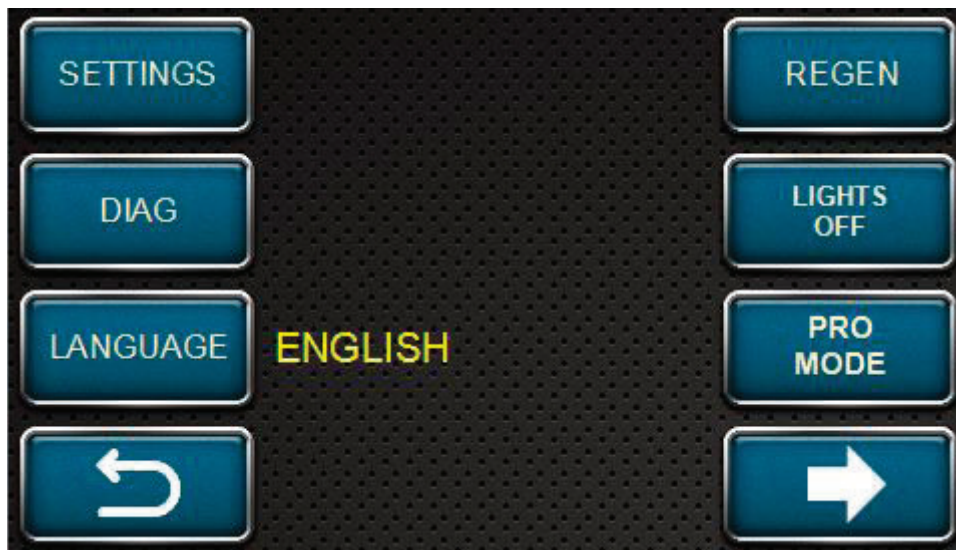 SETTINGS
REGEN
DIAG
LIGHTS
OFF
LANGUAGE
ENGLISH
PRO
MODE